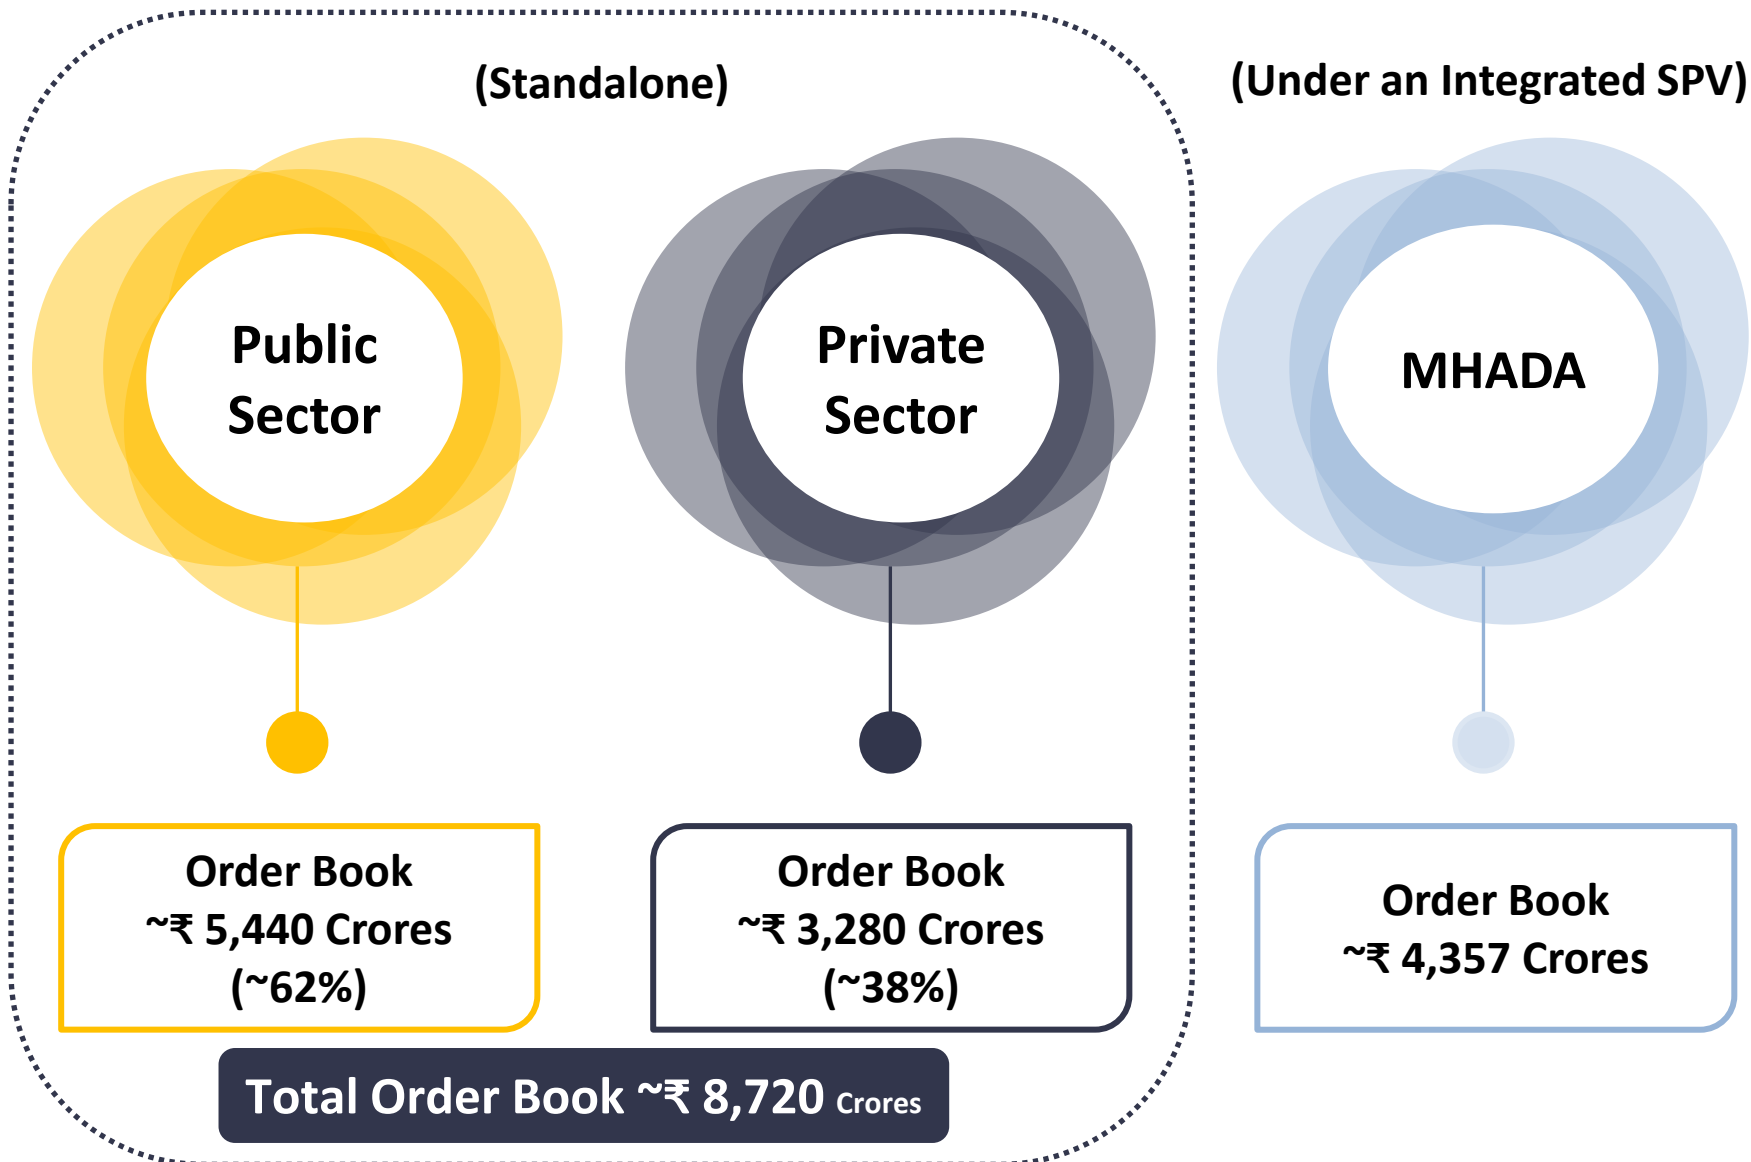 (Standalone)
(Under an Integrated SPV)
Public
Sector
Private
Sector
MHADA
Order Book
~₹ 5,440 Crores
(~62%)
Order Book
~₹ 3,280 Crores
(~38%)
Order Book
~₹ 4,357 Crores
Total Order Book ~₹ 8,720 Crores